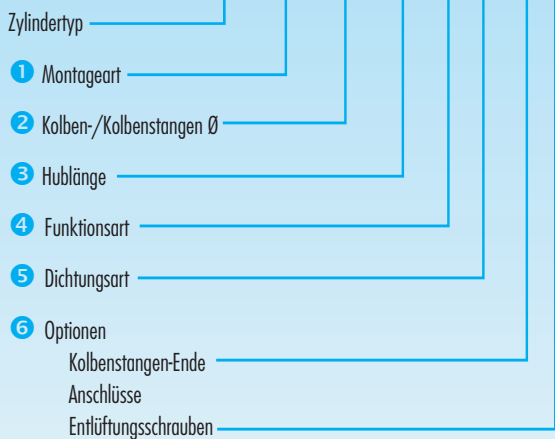 Zylindertyp
1 Montageart
2 Kolben-/Kolbenstangen Ø
3 Hublänge
4 Funktionsart
5 Dichtungsart
6 Optionen
Kolbenstangen-Ende
Anschlüsse
Entlüftungsschrauben